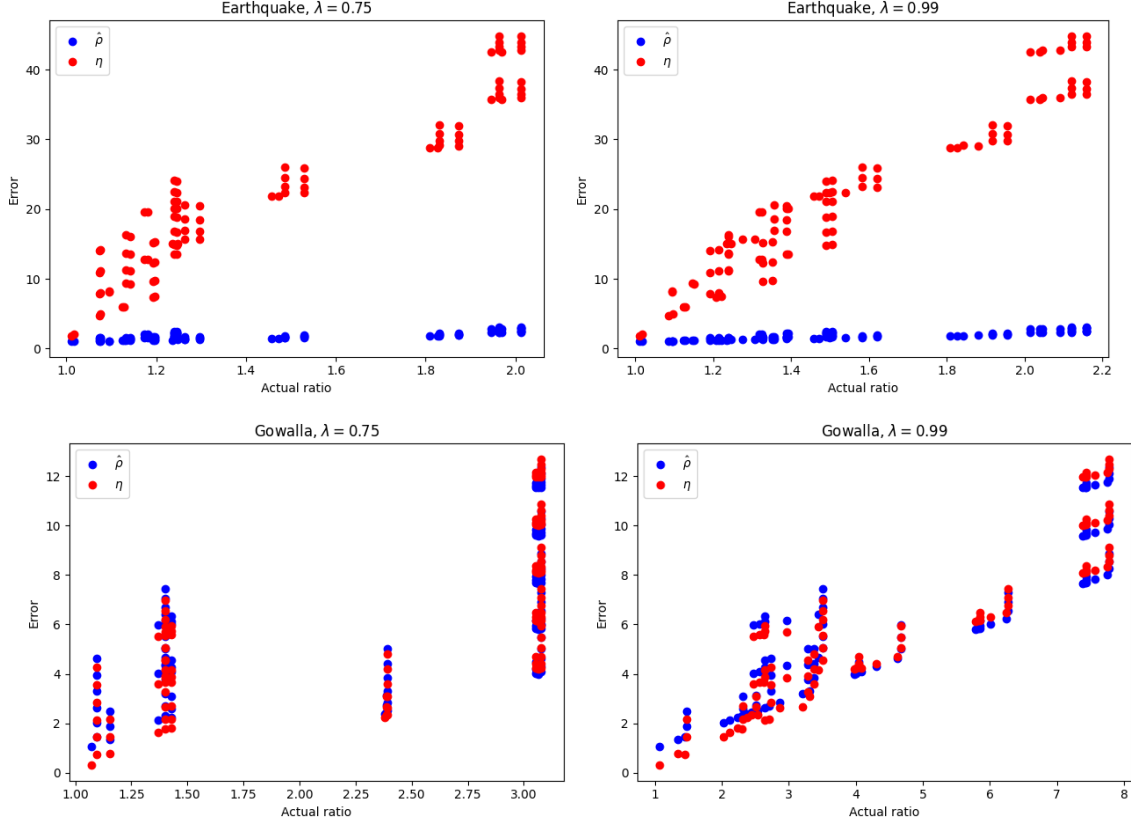 Earthquake, λ = 0.75
ρ̂
η
Error
40
30
20
10
0
1.0 1.2 1.4 1.6 1.8 2.0
Actual ratio
Earthquake, λ = 0.99
ρ̂
η
Error
40
30
20
10
0
1.0 1.2 1.4 1.6 1.8 2.0 2.2
Actual ratio
Gowalla, λ = 0.75
ρ̂
η
Error
12
10
8
6
4
2
0
1.00 1.25 1.50 1.75 2.00 2.25 2.50 2.75 3.00
Actual ratio
Gowalla, λ = 0.99
ρ̂
η
Error
12
10
8
6
4
2
0
1 2 3 4 5 6 7 8
Actual ratio